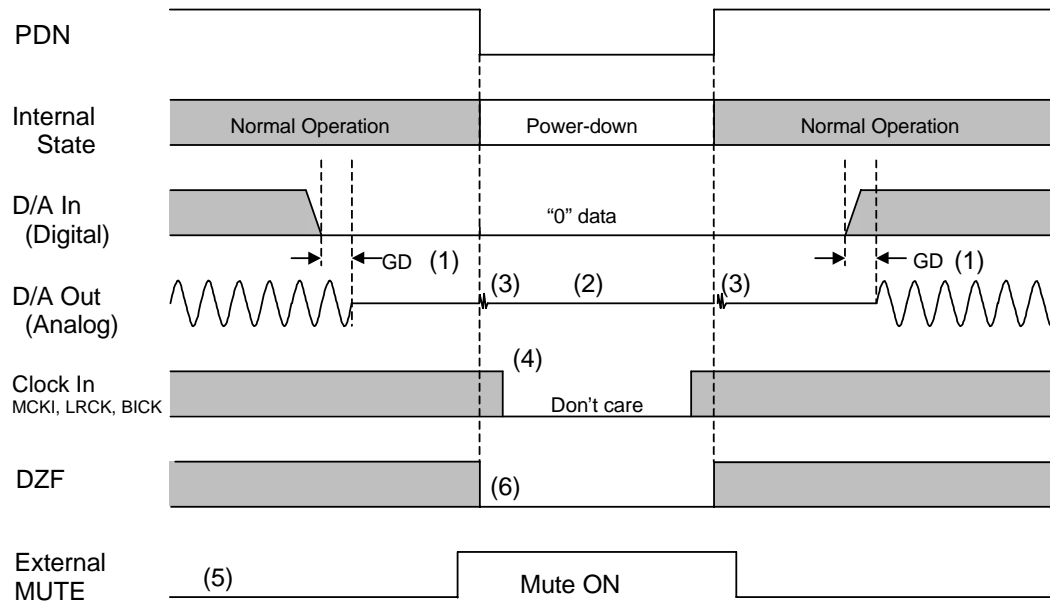 PDN
Internal
State
Normal Operation
Power-down
Normal Operation
D/A In
(Digital)
“0” data
GD (1)
GD (1)
D/A Out
(Analog)
(3)
(2)
(3)
Clock In
MCKI, LRCK, BICK
(4)
Don’t care
DZF
(6)
External
MUTE
(5)
Mute ON